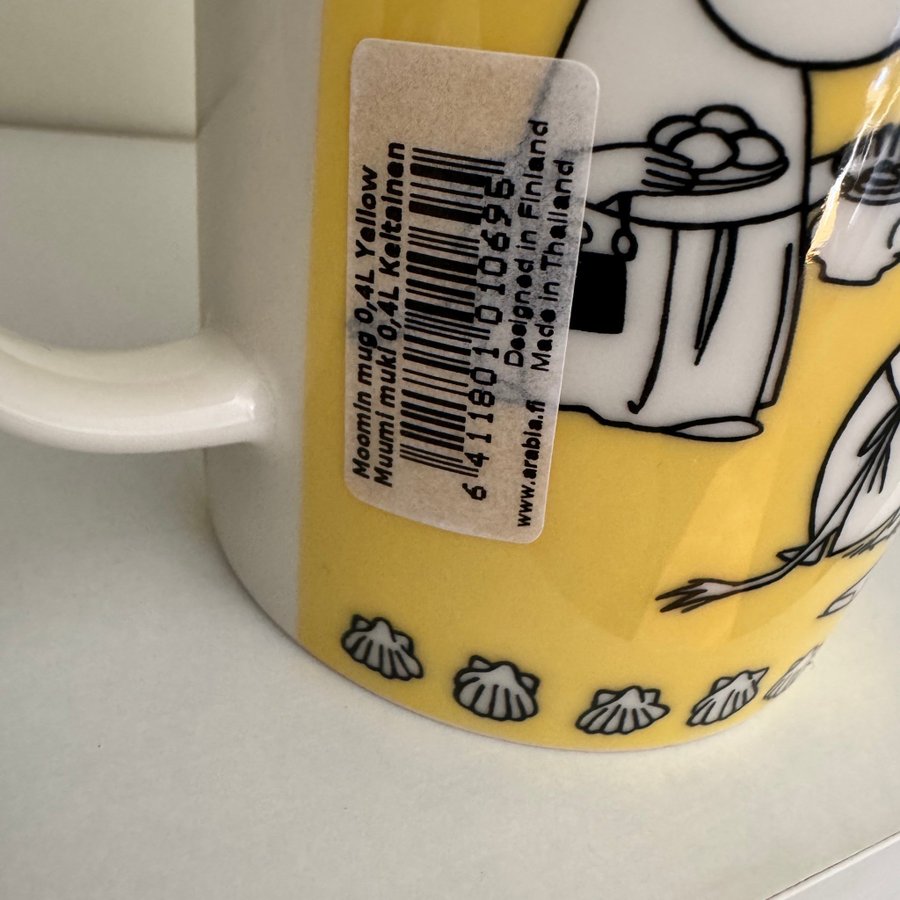 Moomin mug 0,4L Yellow
Muumi muki 0,4L Keltainen
6 411801 010695
Designed in Finland
www.arabia.fi Made in Thailand